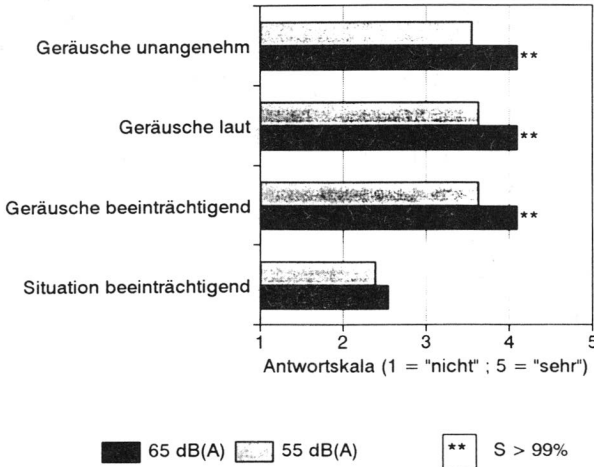 Geräusche unangenehm
**
Geräusche laut
**
Geräusche beeinträchtigend
**
Situation beeinträchtigend
1 2 3 4 5
Antwortskala (1 = "nicht" ; 5 = "sehr")
65 dB(A) 55 dB(A) ** S > 99%